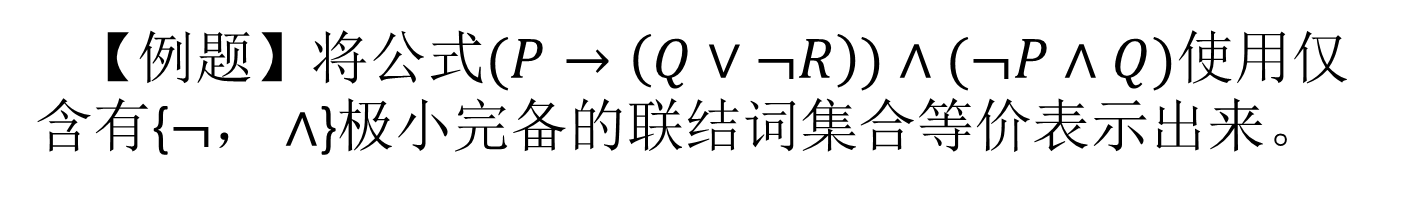 【例题】将公式(𝑃 → (𝑄 ∨ ¬𝑅)) ∧ (¬𝑃 ∧ 𝑄)使用仅
含有{¬， ∧}极小完备的联结词集合等价表示出来。